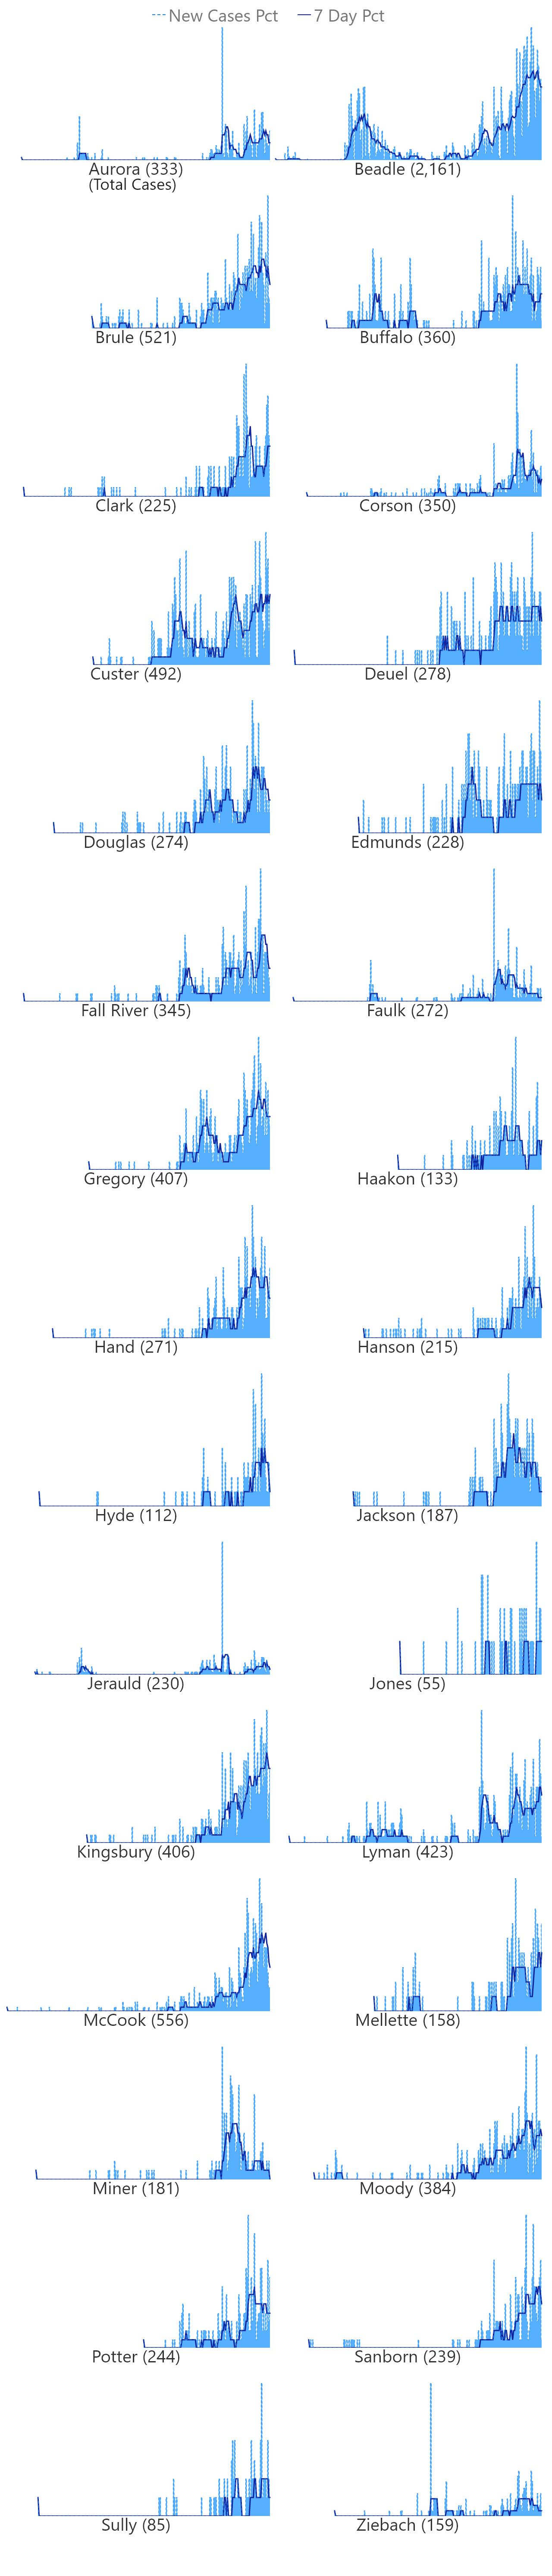 New Cases Pct 7 Day Pct
Aurora (333) Beadle (2,161)
(Total Cases)
Brule (521) Buffalo (360)
Clark (225) Corson (350)
Custer (492) Deuel (278)
Douglas (274) Edmunds (228)
Fall River (345) Faulk (272)
Gregory (407) Haakon (133)
Hand (271) Hanson (215)
Hyde (112) Jackson (187)
Jerauld (230) Jones (55)
Kingsbury (406) Lyman (423)
McCook (556) Mellette (158)
Miner (181) Moody (384)
Potter (244) Sanborn (239)
Sully (85) Ziebach (159)